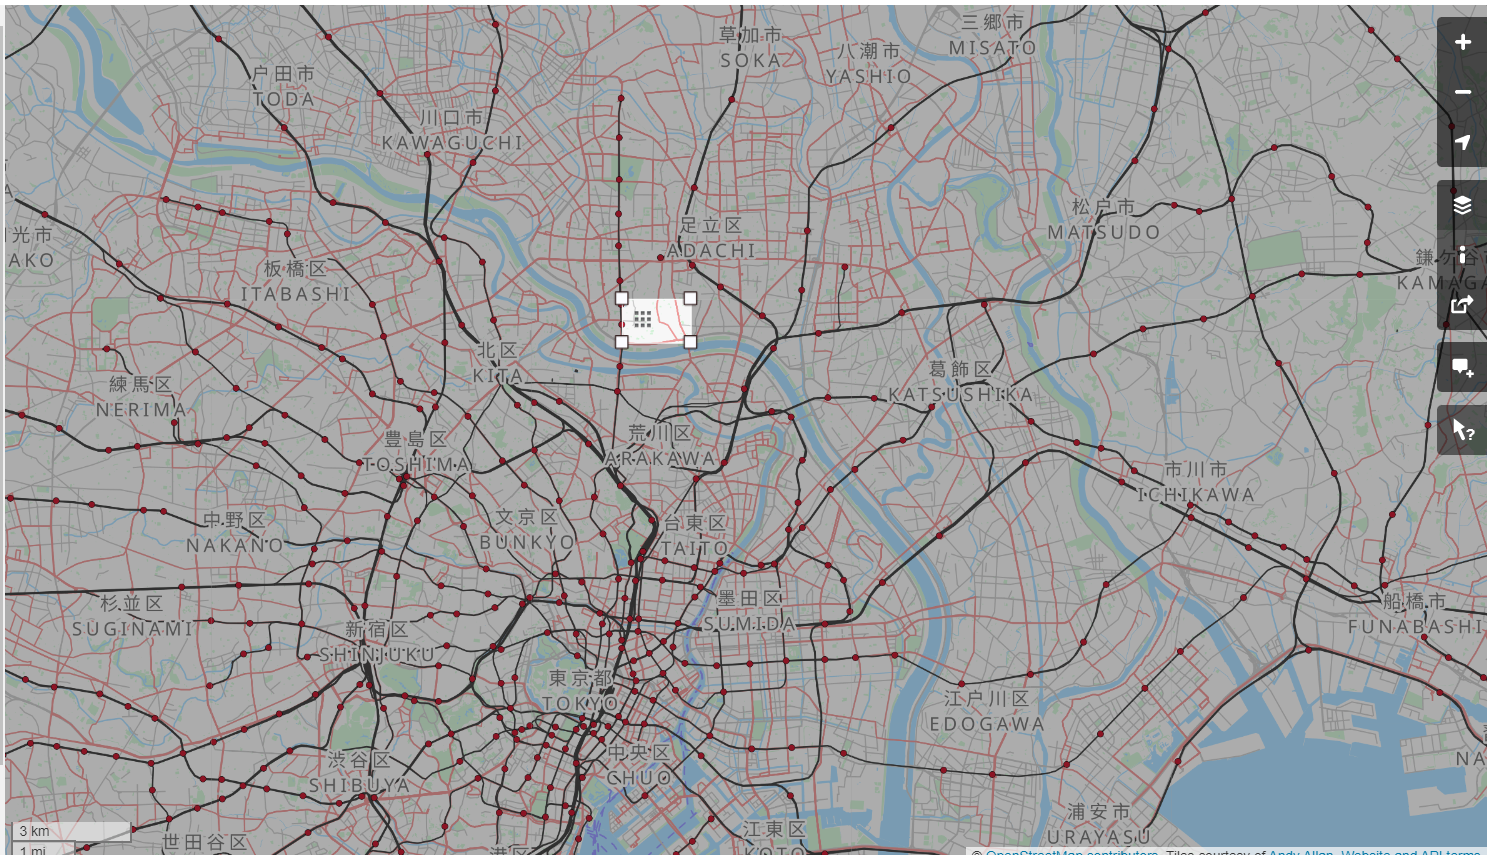 草加市
SOKA
三郷市
MISATO
八潮市
YASHIO
戸田市
TODA
川口市
KAWAGUCHI
足立区
ADACHI
松戸市
MATSUDO
光市
AKO
板橋区
ITABASHI
鎌ケ谷
KAMAGA
北区
KITA
練馬区
NERIMA
葛飾区
KATSUSHIKA
豊島区
TOSHIMA
荒川区
ARAKAWA
市川市
ICHIKAWA
中野区
NAKANO
文京区
BUNKYO
台東区
TAITO
杉並区
SUGINAMI
墨田区
SUMIDA
船橋市
FUNABASHI
新宿区
SHINJUKU
東京都
TOKYO
江戸川区
EDOGAWA
渋谷区
SHIBUYA
中央区
CHUO
NA
世田谷区
港区
江東区
KOTO
浦安市
URAYASU
3 km
1 mi
© OpenStreetMap contributors. Tiles courtesy of Andy Allan. Website and API terms